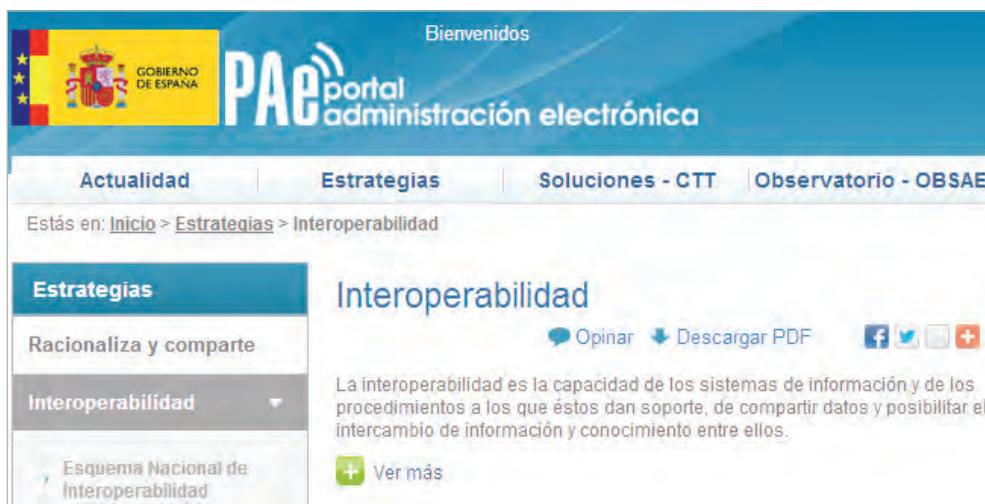 Bienvenidos
GOBIERNO
DE ESPAÑA
PAe portal
administración electrónica
Actualidad Estrategias Soluciones - CTT Observatorio - OBSAE
Estás en: Inicio > Estrategias > Interoperabilidad
Estrategias
Racionaliza y comparte
Interoperabilidad
Esquema Nacional de
Interoperabilidad
Interoperabilidad
Opinar Descargar PDF
La interoperabilidad es la capacidad de los sistemas de información y de los
procedimientos a los que éstos dan soporte, de compartir datos y posibilitar el
intercambio de información y conocimiento entre ellos.
Ver más